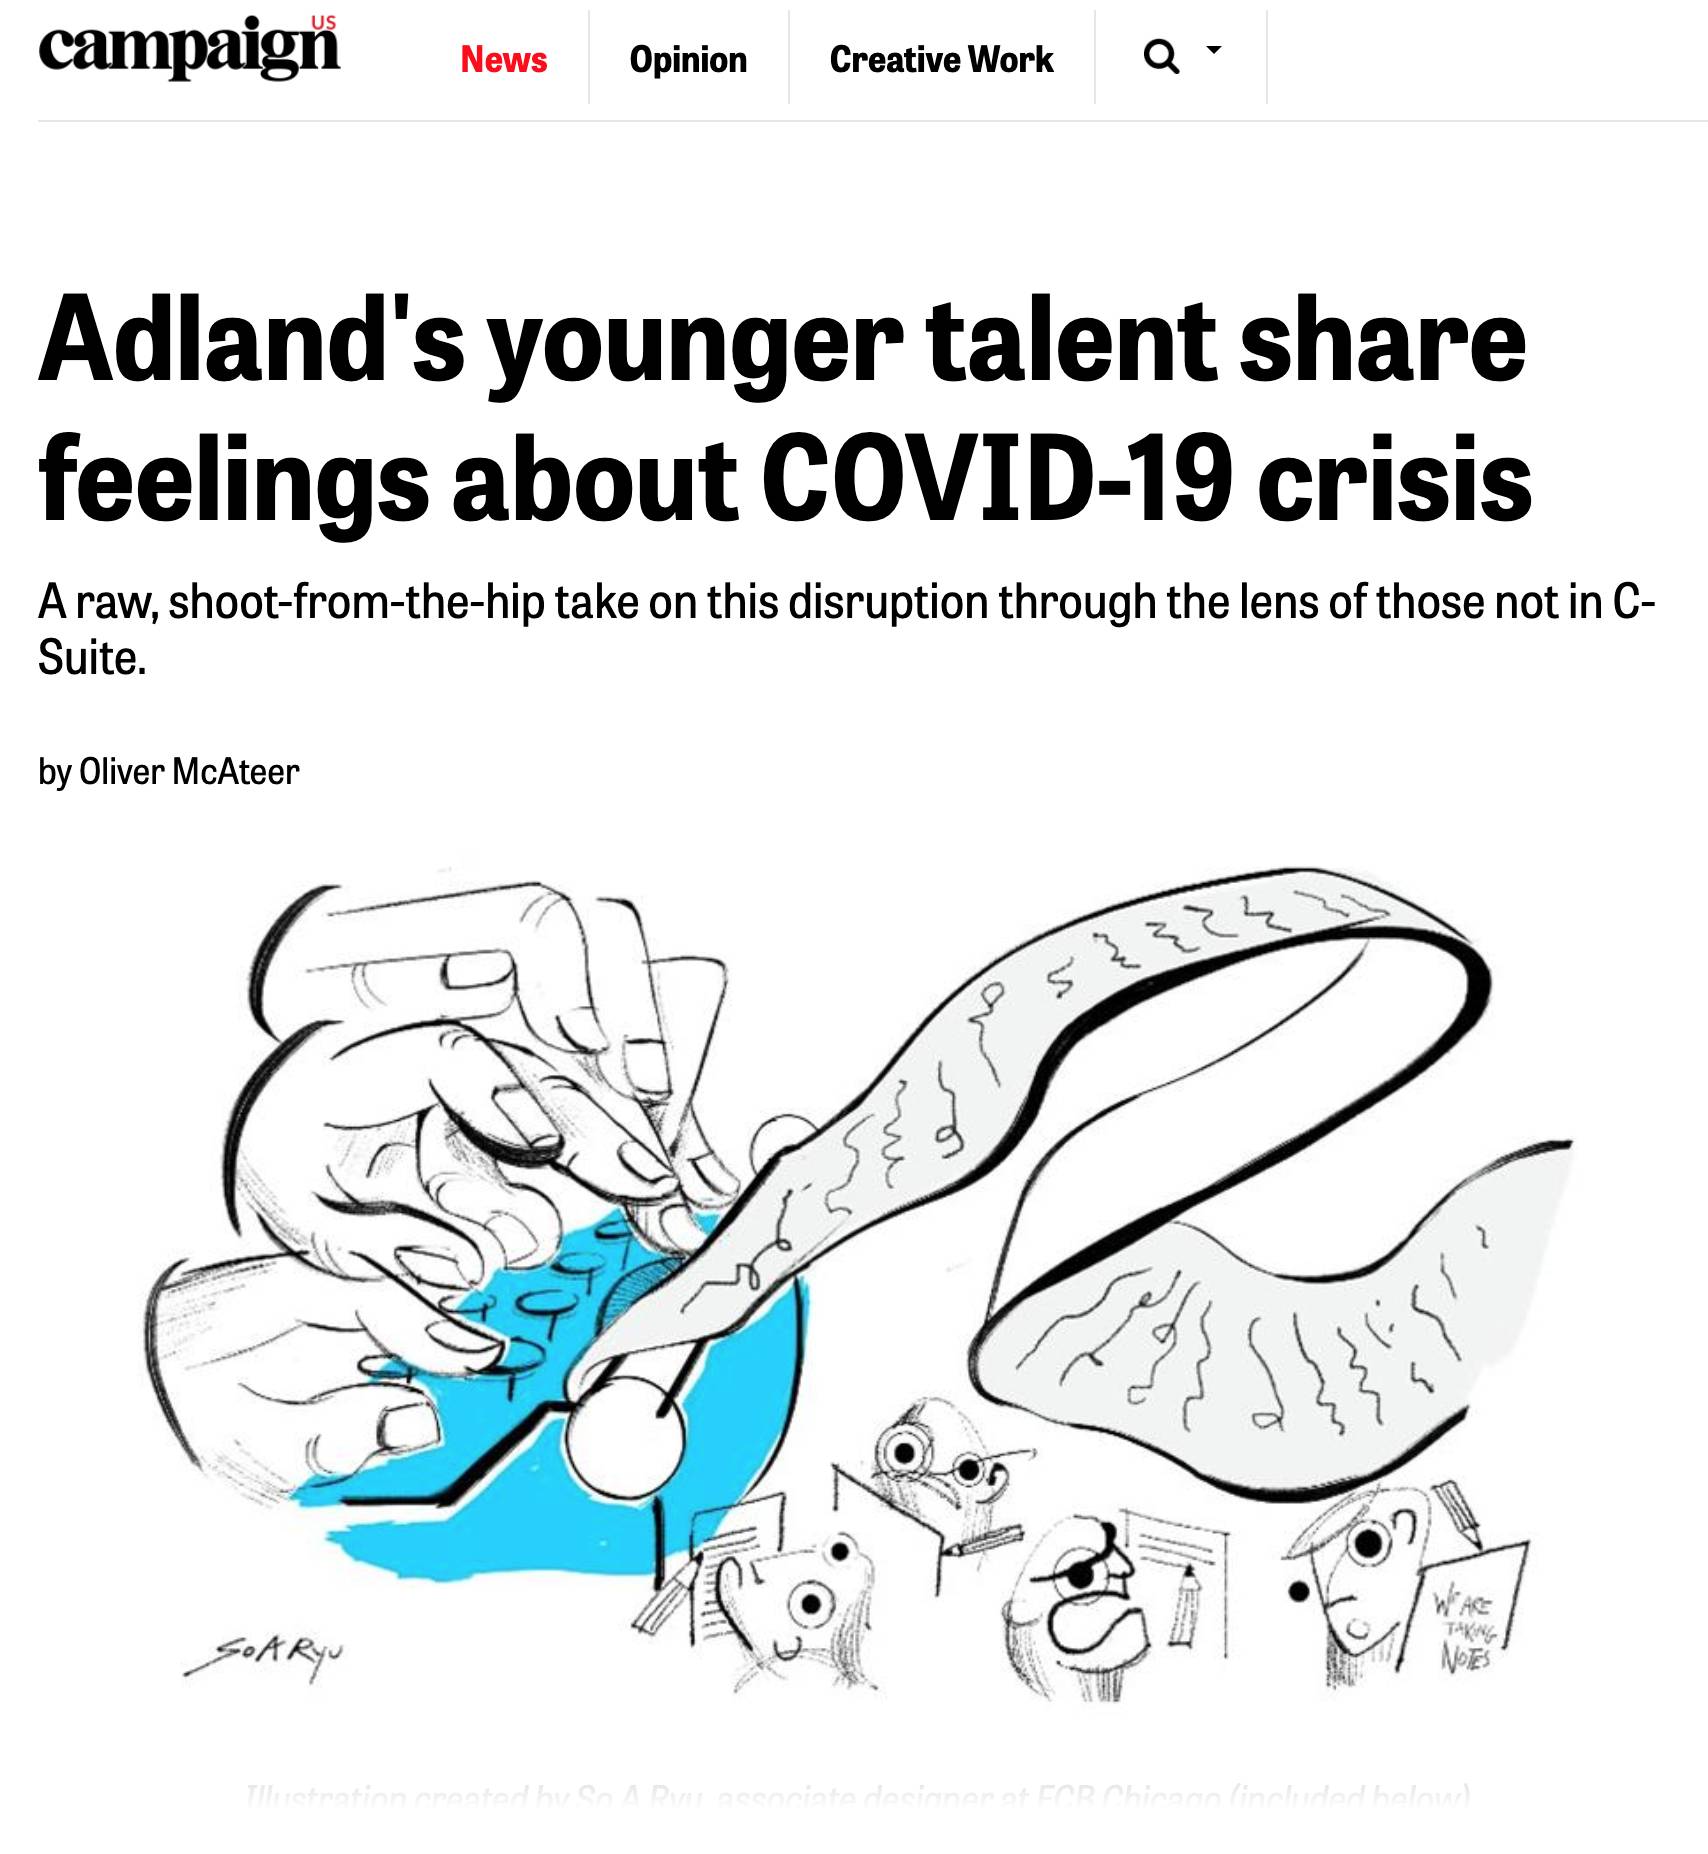 campaign US
News
Opinion
Creative Work
Adland's younger talent share
feelings about COVID-19 crisis
A raw, shoot-from-the-hip take on this disruption through the lens of those not in C-
Suite.
by Oliver McAteer
WE ARE
TAKING
NOTES
SO A RYU
Illustration created by So A Ryu, associate designer at FCB Chicago (included below)